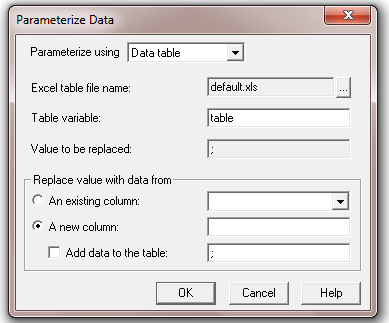 Parameterize Data
Parameterize using Data table
Excel table file name: default.xls ...
Table variable: table
Value to be replaced: ;
Replace value with data from
An existing column:
A new column:
Add data to the table: ;
OK Cancel Help